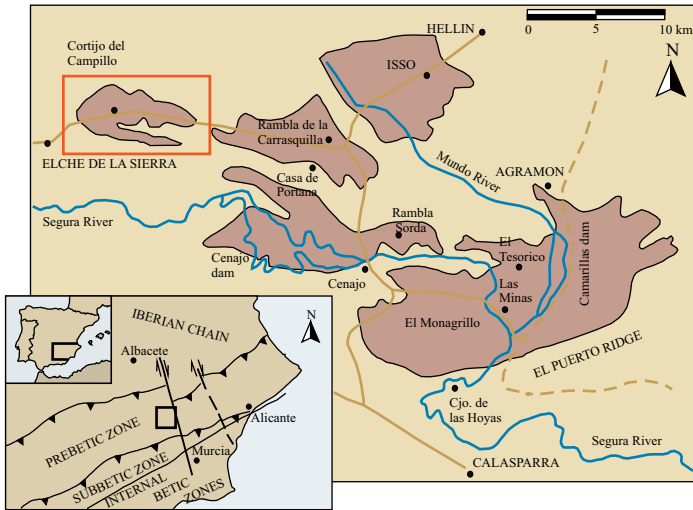 0 5 10 km
HELLIN
N
Cortijo del
Campillo
ISSO
Rambla de la
Carrasquilla
ELCHE DE LA SIERRA
Mundo River
AGRAMON
Casa de
Portana
Segura River
Rambla
Sorda
Cenajo
dam
Cenajo
El
Tesorico
Camarillas dam
Las
Minas
El Monagrillo
EL PUERTO RIDGE
Cjo. de
las Hoyas
Segura River
CALASPARRA
IBERIAN CHAIN
N
Albacete
Alicante
PREBETIC ZONE
Murcia
SUBBETIC ZONE
INTERNAL
BETIC ZONES